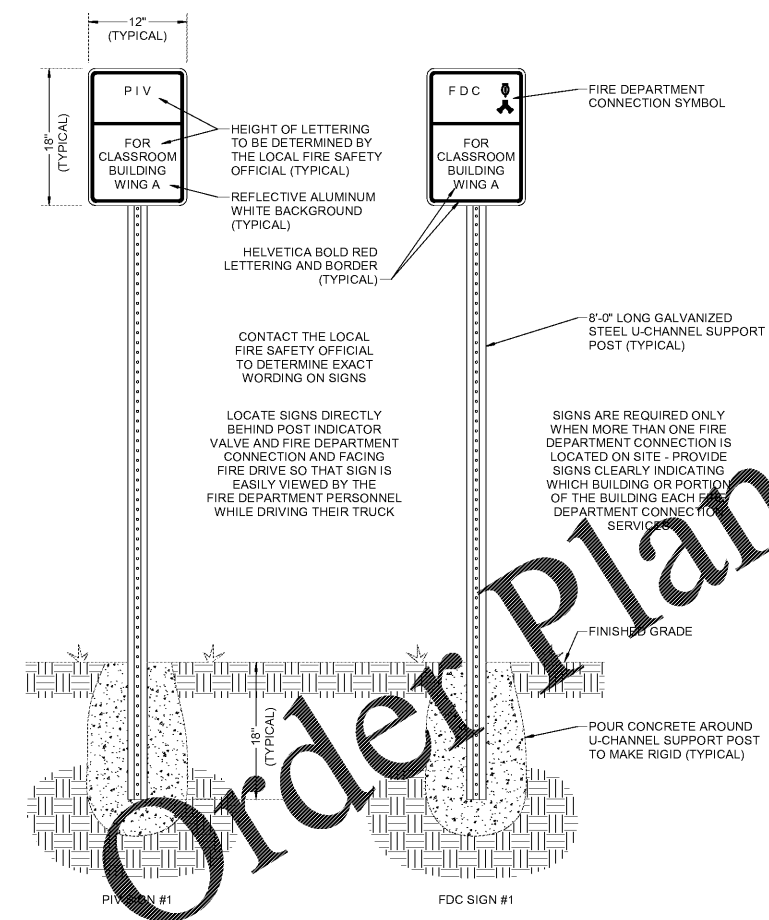 12"
(TYPICAL)
18"
(TYPICAL)
P I V
FOR
CLASSROOM
BUILDING
WING A
HEIGHT OF LETTERING
TO BE DETERMINED BY
THE LOCAL FIRE SAFETY
OFFICIAL (TYPICAL)
REFLECTIVE ALUMINUM
WHITE BACKGROUND
(TYPICAL)
HELVETICA BOLD RED
LETTERING AND BORDER
(TYPICAL)
F D C
FOR
CLASSROOM
BUILDING
WING A
FIRE DEPARTMENT
CONNECTION SYMBOL
8'-0" LONG GALVANIZED
STEEL U-CHANNEL SUPPORT
POST (TYPICAL)
CONTACT THE LOCAL
FIRE SAFETY OFFICIAL
TO DETERMINE EXACT
WORDING ON SIGNS
LOCATE SIGNS DIRECTLY
BEHIND POST INDICATOR
VALVE AND FIRE DEPARTMENT
CONNECTION AND FACING
FIRE DRIVE SO THAT SIGN IS
EASILY VIEWED BY THE
FIRE DEPARTMENT PERSONNEL
WHILE DRIVING THEIR TRUCK
SIGNS ARE REQUIRED ONLY
WHEN MORE THAN ONE FIRE
DEPARTMENT CONNECTION IS
LOCATED ON SITE - PROVIDE
SIGNS CLEARLY INDICATING
WHICH BUILDING OR PORTION
OF THE BUILDING EACH FIRE
DEPARTMENT CONNECTION
SERVICES
FINISHED GRADE
18"
(TYPICAL)
POUR CONCRETE AROUND
U-CHANNEL SUPPORT POST
TO MAKE RIGID (TYPICAL)
PIV SIGN #1
FDC SIGN #1
Order Plan